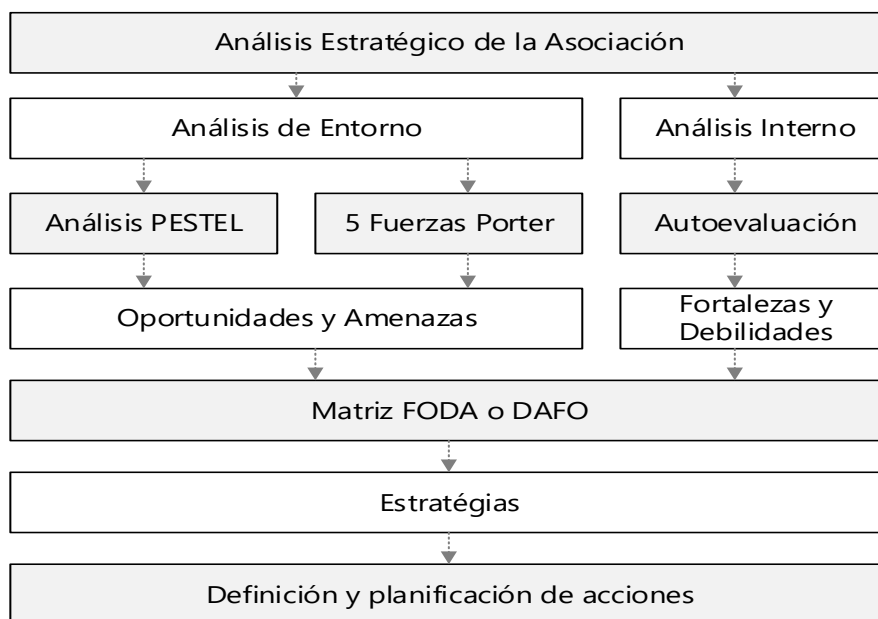 Análisis Estratégico de la Asociación
Análisis de Entorno
Análisis Interno
Análisis PESTEL
5 Fuerzas Porter
Autoevaluación
Oportunidades y Amenazas
Fortalezas y
Debilidades
Matriz FODA o DAFO
Estratégias
Definición y planificación de acciones